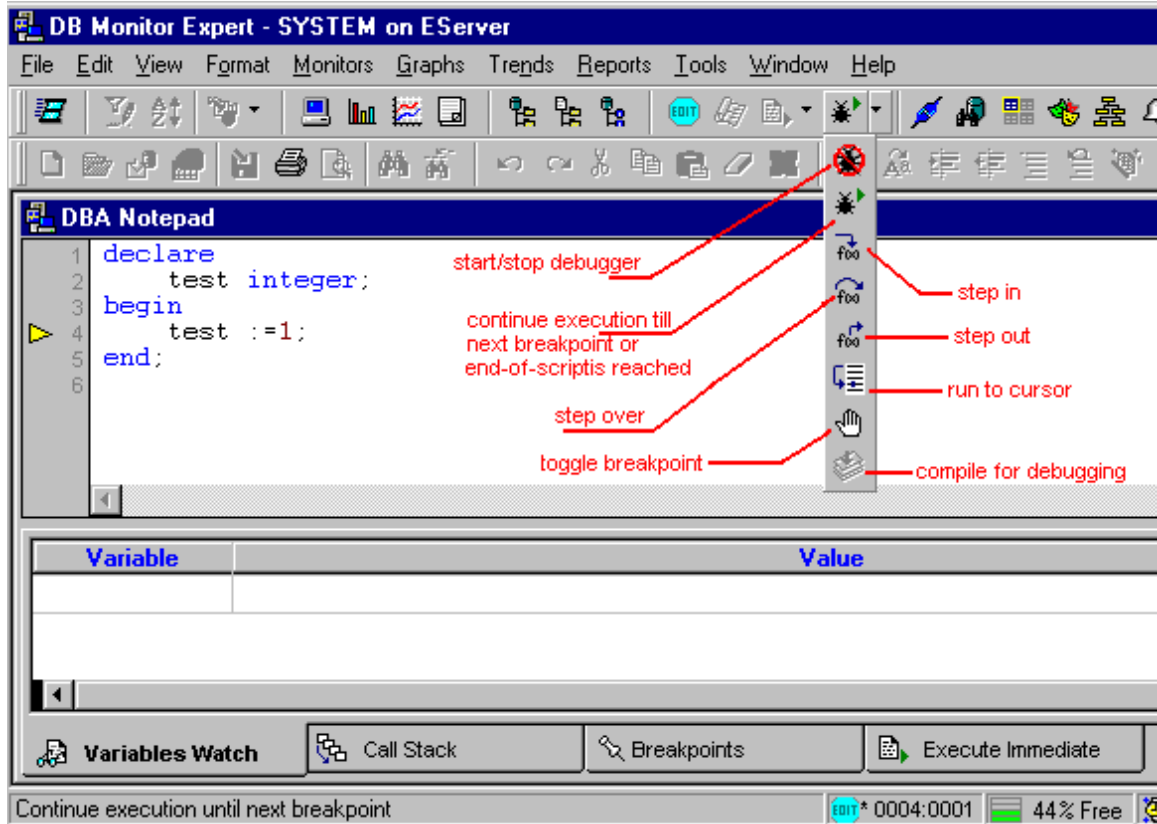 DB Monitor Expert - SYSTEM on EServer
File Edit View Format Monitors Graphs Trends Reports Tools Window Help
EDIT
DBA Notepad
1 declare
2 test integer;
3 begin
4 test :=1;
5 end;
6
start/stop debugger
continue execution till
next breakpoint or
end-of-scriptis reached
step over
toggle breakpoint
foo
step in
foo
foo
step out
run to cursor
compile for debugging
Variable Value
Variables Watch Call Stack Breakpoints Execute Immediate
Continue execution until next breakpoint EDIT * 0004:0001 44% Free